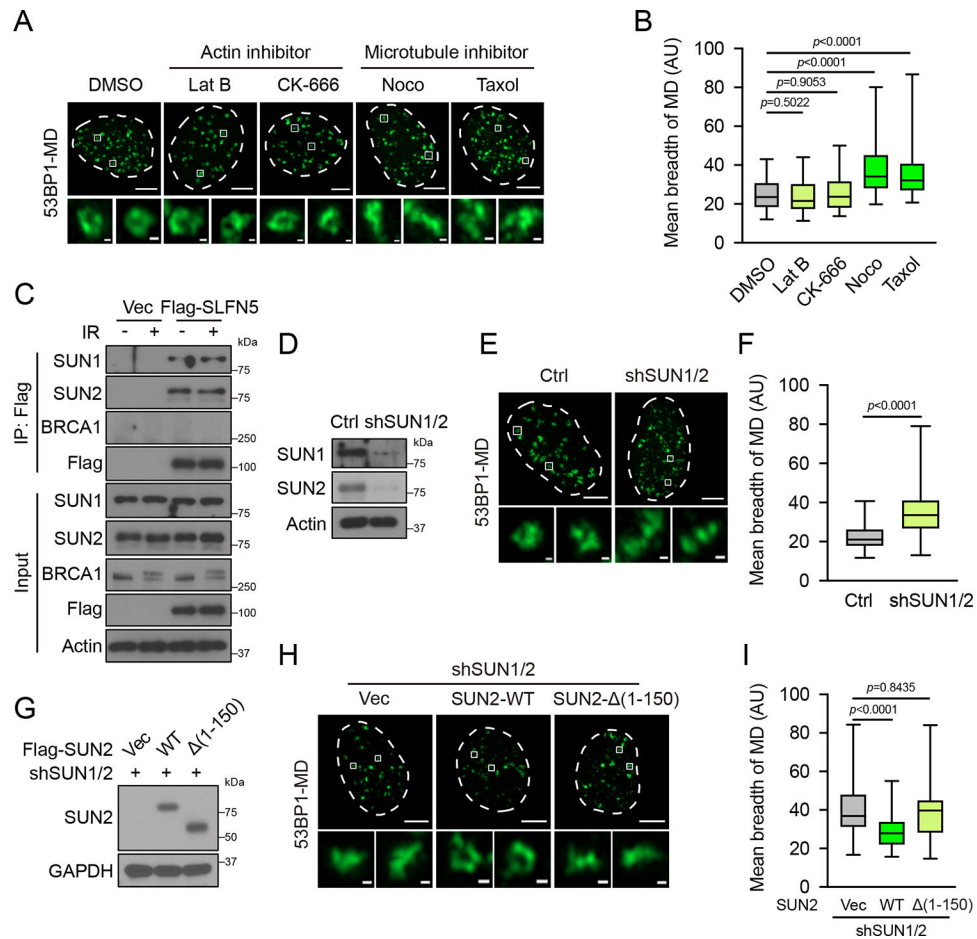 A
Actin inhibitor
Microtubule inhibitor
DMSO
Lat B
CK-666
Noco
Taxol
53BP1-MD
B
Mean breadth of MD (AU)
100
80
60
40
20
0
p<0.0001
p<0.0001
p=0.9053
p=0.5022
DMSO
Lat B
CK-666
Noco
Taxol
C
Vec Flag-SLFN5
IR - + - +
kDa
IP: Flag
SUN1
75
SUN2
75
BRCA1
250
Flag
100
Input
SUN1
75
SUN2
75
BRCA1
250
Flag
100
Actin
37
D
Ctrl shSUN1/2
kDa
SUN1
75
SUN2
75
Actin
37
E
Ctrl
shSUN1/2
53BP1-MD
F
Mean breadth of MD (AU)
100
80
60
40
20
0
p<0.0001
Ctrl shSUN1/2
G
Flag-SUN2 Vec WT Δ(1-150)
shSUN1/2 + + +
kDa
SUN2
75
50
37
GAPDH
H
shSUN1/2
Vec
SUN2-WT
SUN2-Δ(1-150)
53BP1-MD
I
Mean breadth of MD (AU)
100
80
60
40
20
0
p=0.8435
p<0.0001
SUN2 Vec WT Δ(1-150)
shSUN1/2